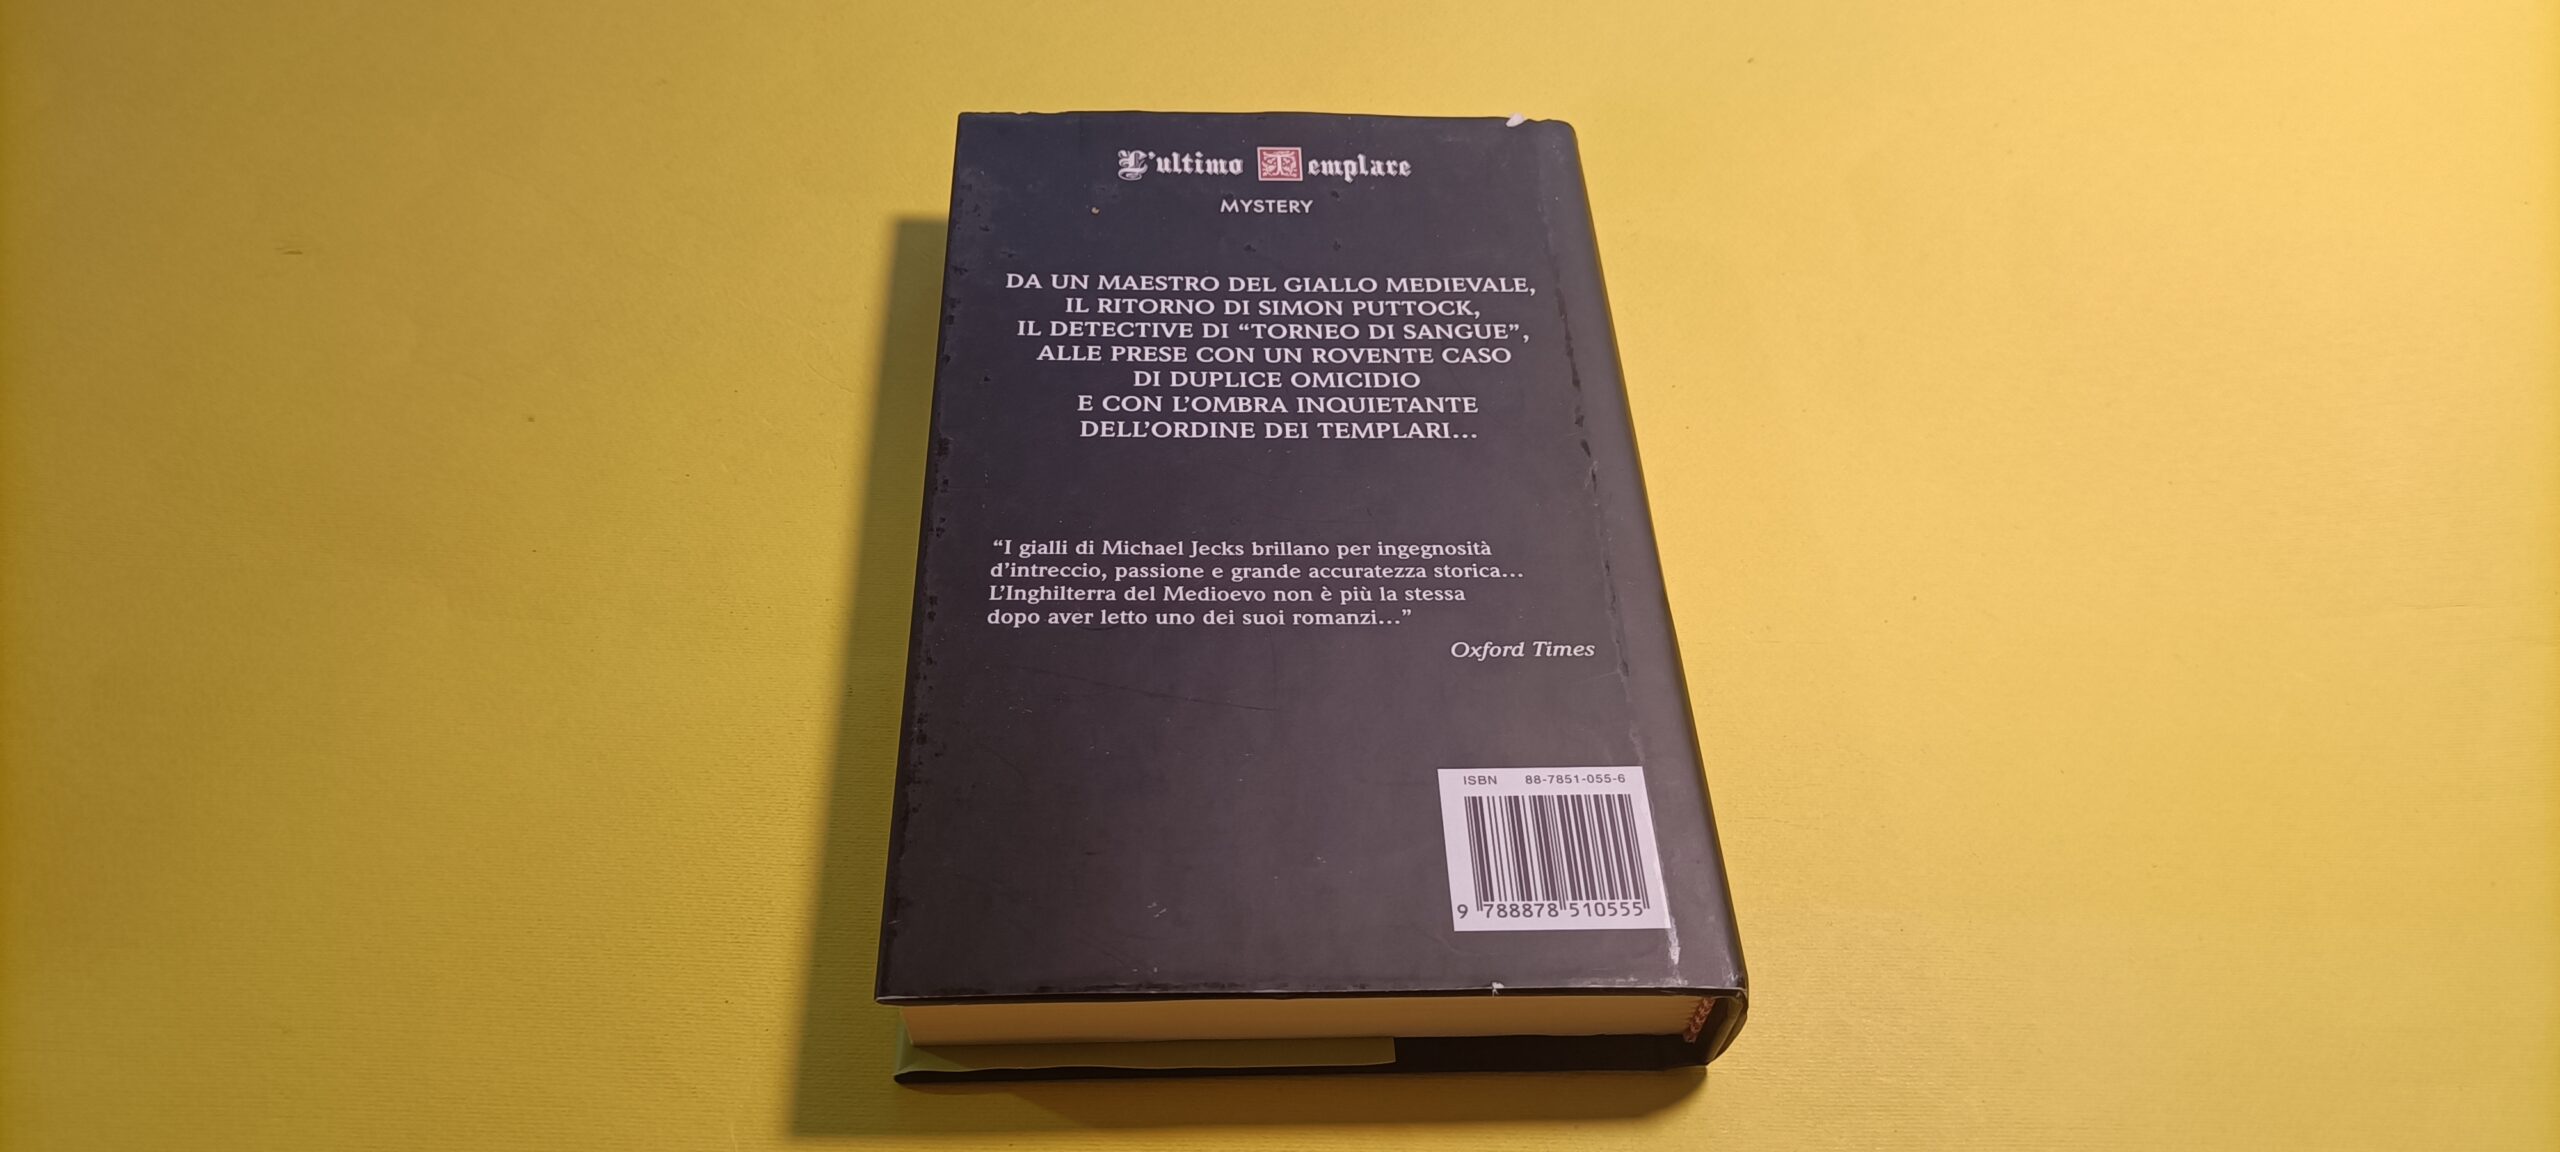 L'ultimo Templare
MYSTERY
DA UN MAESTRO DEL GIALLO MEDIEVALE,
IL RITORNO DI SIMON PUTTOCK,
IL DETECTIVE DI “TORNEO DI SANGUE”,
ALLE PRESE CON UN ROVENTE CASO
DI DUPLICE OMICIDIO
E CON L'OMBRA INQUIETANTE
DELL'ORDINE DEI TEMPLARI...
“I gialli di Michael Jecks brillano per ingegnosità
d'intreccio, passione e grande accuratezza storica...
L'Inghilterra del Medioevo non è più la stessa
dopo aver letto uno dei suoi romanzi...”
Oxford Times
ISBN 88-7851-055-6
9 788878 510555